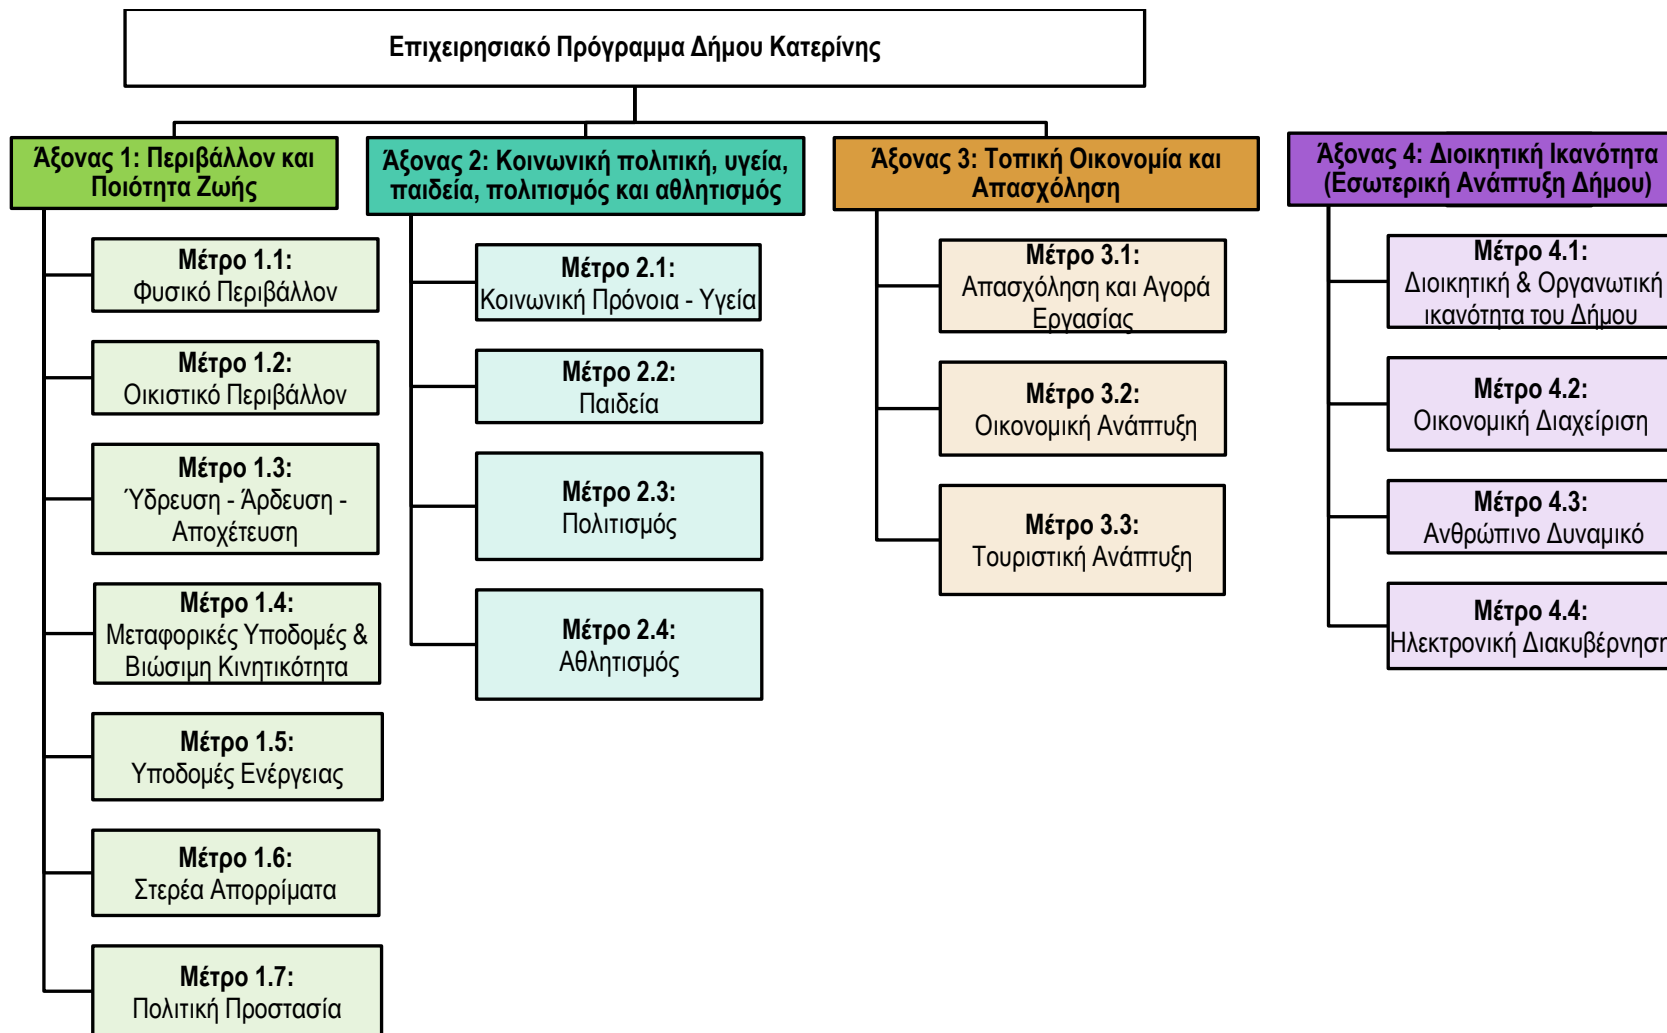 Επιχειρησιακό Πρόγραμμα Δήμου Κατερίνης
Άξονας 1: Περιβάλλον και
Ποιότητα Ζωής
Μέτρο 1.1:
Φυσικό Περιβάλλον
Μέτρο 1.2:
Οικιστικό Περιβάλλον
Μέτρο 1.3:
Ύδρευση - Άρδευση -
Αποχέτευση
Μέτρο 1.4:
Μεταφορικές Υποδομές &
Βιώσιμη Κινητικότητα
Μέτρο 1.5:
Υποδομές Ενέργειας
Μέτρο 1.6:
Στερέα Απορρίματα
Μέτρο 1.7:
Πολιτική Προστασία
Άξονας 2: Κοινωνική πολιτική, υγεία,
παιδεία, πολιτισμός και αθλητισμός
Μέτρο 2.1:
Κοινωνική Πρόνοια - Υγεία
Μέτρο 2.2:
Παιδεία
Μέτρο 2.3:
Πολιτισμός
Μέτρο 2.4:
Αθλητισμός
Άξονας 3: Τοπική Οικονομία και
Απασχόληση
Μέτρο 3.1:
Απασχόληση και Αγορά
Εργασίας
Μέτρο 3.2:
Οικονομική Ανάπτυξη
Μέτρο 3.3:
Τουριστική Ανάπτυξη
Άξονας 4: Διοικητική Ικανότητα
(Εσωτερική Ανάπτυξη Δήμου)
Μέτρο 4.1:
Διοικητική & Οργανωτική
ικανότητα του Δήμου
Μέτρο 4.2:
Οικονομική Διαχείριση
Μέτρο 4.3:
Ανθρώπινο Δυναμικό
Μέτρο 4.4:
Ηλεκτρονική Διακυβέρνηση